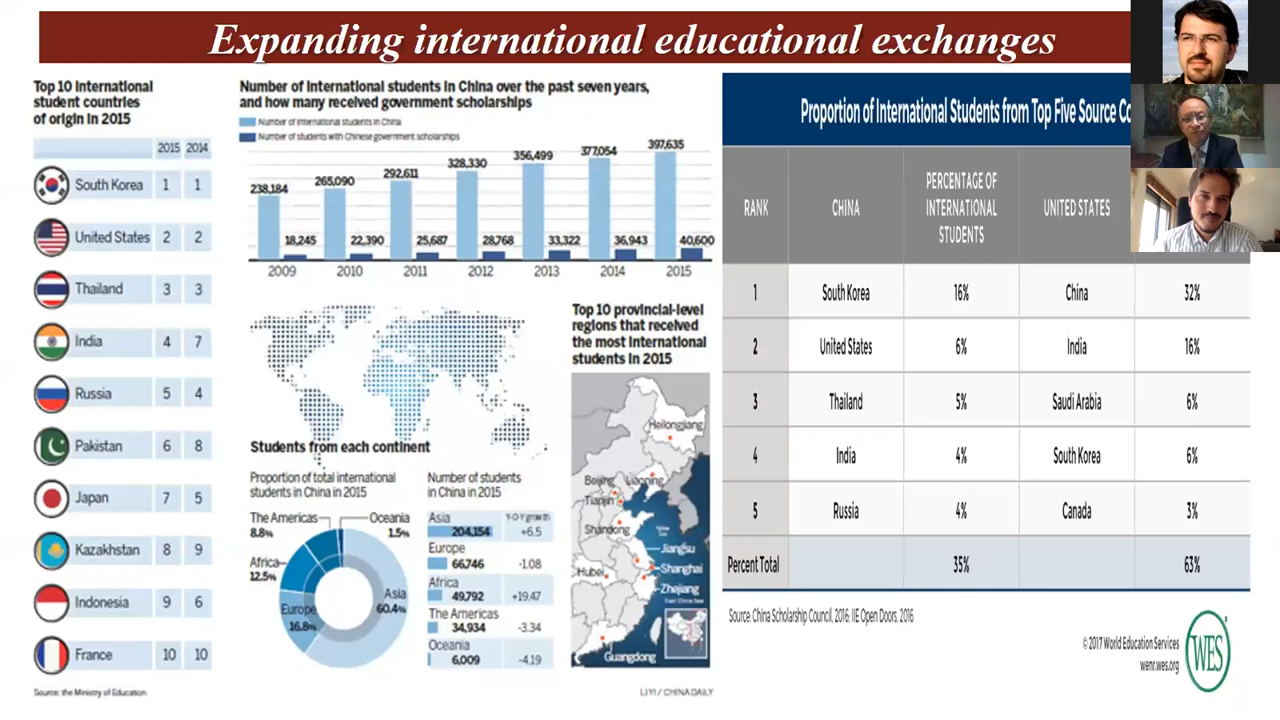 Expanding international educational exchanges
Top 10 international
student countries
of origin in 2015
2015 2014
South Korea 1 1
United States 2 2
Thailand 3 3
India 4 7
Russia 5 4
Pakistan 6 8
Japan 7 5
Kazakhstan 8 9
Indonesia 9 6
France 10 10
Source: the Ministry of Education
Number of international students in China over the past seven years,
and how many received government scholarships
Number of international students in China
Number of students with Chinese government scholarships
238,184 265,090 292,611 328,330 356,499 377,054 397,635
18,245 22,390 25,687 28,768 33,322 36,943 40,600
2009 2010 2011 2012 2013 2014 2015
Students from each continent
Proportion of total international
students in China in 2015
The Americas
8.8%
Oceania
1.5%
Africa
12.5%
Asia
60.4%
Europe
16.8%
Number of students
in China in 2015
Y-O-Y growth
Asia
204,154 +6.5
Europe
66,746 -1.08
Africa
49,792 +19.47
The Americas
34,934 -3.34
Oceania
6,009 -4.19
Top 10 provincial-level
regions that received
the most international
students in 2015
Heilongjiang
Beijing Liaoning
Tianjin
Shandong
Jiangsu
Hubei Shanghai
Zhejiang
Guangdong
LI YI / CHINA DAILY
Proportion of International Students from Top Five Source Co
RANK CHINA PERCENTAGE OF INTERNATIONAL STUDENTS UNITED STATES
1 South Korea 16% China 32%
2 United States 6% India 16%
3 Thailand 5% Saudi Arabia 6%
4 India 4% South Korea 6%
5 Russia 4% Canada 3%
Percent Total 35% 63%
Source: China Scholarship Council, 2016; IIE Open Doors, 2016
© 2017 World Education Services
wenr.wes.org
WES